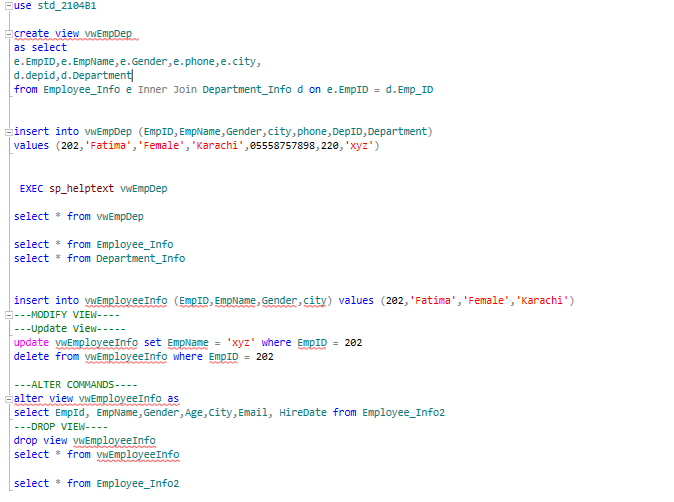 use std_2104B1
create view vwEmpDep
as select
e.EmpID,e.EmpName,e.Gender,e.phone,e.city,
d.depid,d.Department
from Employee_Info e Inner Join Department_Info d on e.EmpID = d.Emp_ID
insert into vwEmpDep (EmpID,EmpName,Gender,city,phone,DepID,Department)
values (202,'Fatima','Female','Karachi',05558757898,220,'xyz')
EXEC sp_helptext vwEmpDep
select * from vwEmpDep
select * from Employee_Info
select * from Department_Info
insert into vwEmployeeInfo (EmpID,EmpName,Gender,city) values (202,'Fatima','Female','Karachi')
---MODIFY VIEW----
---Update View-----
update vwEmployeeInfo set EmpName = 'xyz' where EmpID = 202
delete from vwEmployeeInfo where EmpID = 202
---ALTER COMMANDS----
alter view vwEmployeeInfo as
select EmpId, EmpName,Gender,Age,City,Email, HireDate from Employee_Info2
---DROP VIEW----
drop view vwEmployeeInfo
select * from vwEmployeeInfo
select * from Employee_Info2